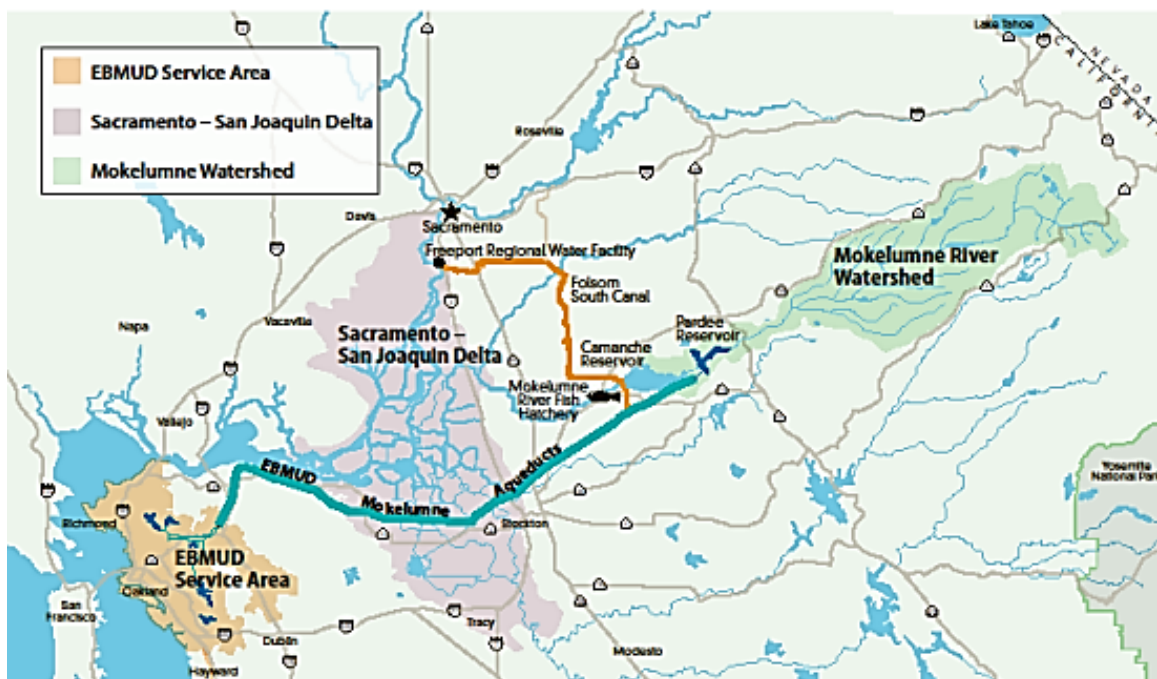 EBMUD Service Area
Sacramento – San Joaquin Delta
Mokelumne Watershed
Lake Tahoe
NEVADA
CALIFORNIA
Roseville
Davis
Sacramento
Freeport Regional Water Facility
Mokelumne River
Watershed
Folsom
South Canal
Napa
Vacaville
Sacramento –
San Joaquin Delta
Pardee
Reservoir
Camanche
Reservoir
Mokelumne
River Fish
Hatchery
Vallejo
EBMUD
Mokelumne
Aqueducts
Yosemite
National Park
Richmond
Stockton
EBMUD
Service Area
Oakland
San
Francisco
Dublin
Tracy
Hayward
Modesto